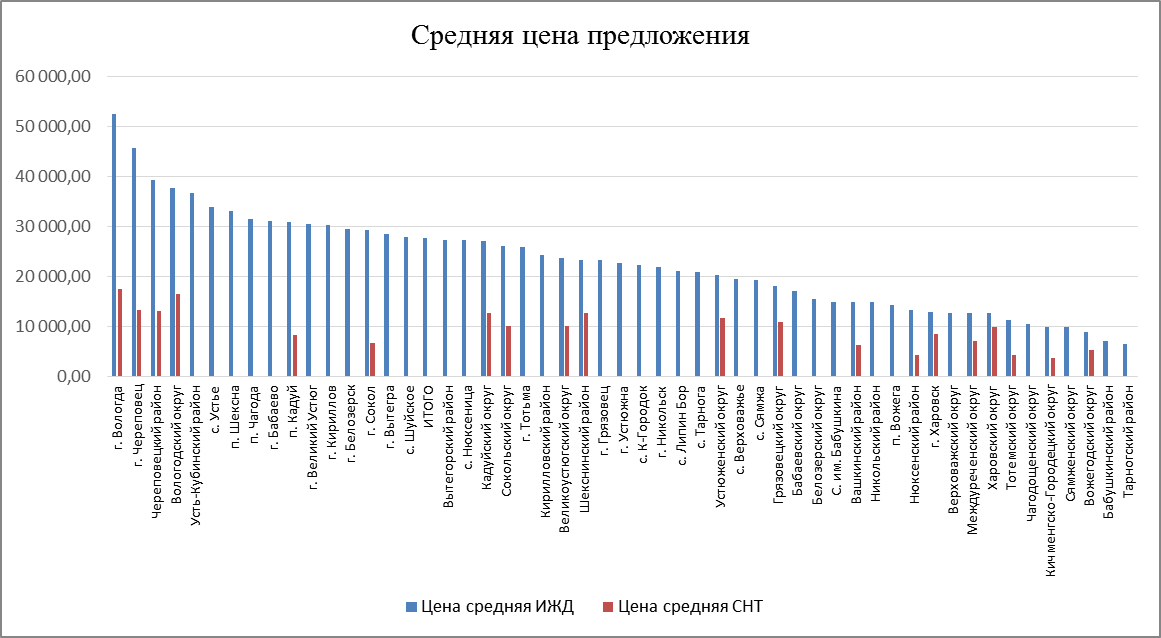 Средняя цена предложения
60 000,00
50 000,00
40 000,00
30 000,00
20 000,00
10 000,00
0,00
г. Вологда
г. Череповец
Череповецкий район
Вологодский округ
Усть-Кубинский район
с. Устье
п. Шексна
п. Чагода
г. Бабаево
п. Кадуй
г. Великий Устюг
г. Кириллов
г. Белозерск
г. Сокол
г. Вытегра
с. Шуйское
ИТОГО
Вытегорский район
с. Нюксеница
Кадуйский округ
Сокольский округ
г. Тотьма
Кирилловский район
Великоустюгский округ
Шекснинский район
г. Грязовец
г. Устюжна
с. К-Городок
г. Никольск
с. Липин Бор
с. Тарнога
Устюженский округ
с. Верховажье
с. Сямжа
Грязовецкий округ
Бабаевский округ
Белозерский округ
С. им. Бабушкина
Вашкинский округ
Никольский район
п. Вожега
Нюксенский район
г. Харовск
Верховажский округ
Междуреченский округ
Харовский округ
Тотемский округ
Чагодощенский округ
Кичменгско-Городецкий округ
Сямженский округ
Вожегодский округ
Бабушкинский район
Тарногский район
Цена средняя ИЖД
Цена средняя СНТ